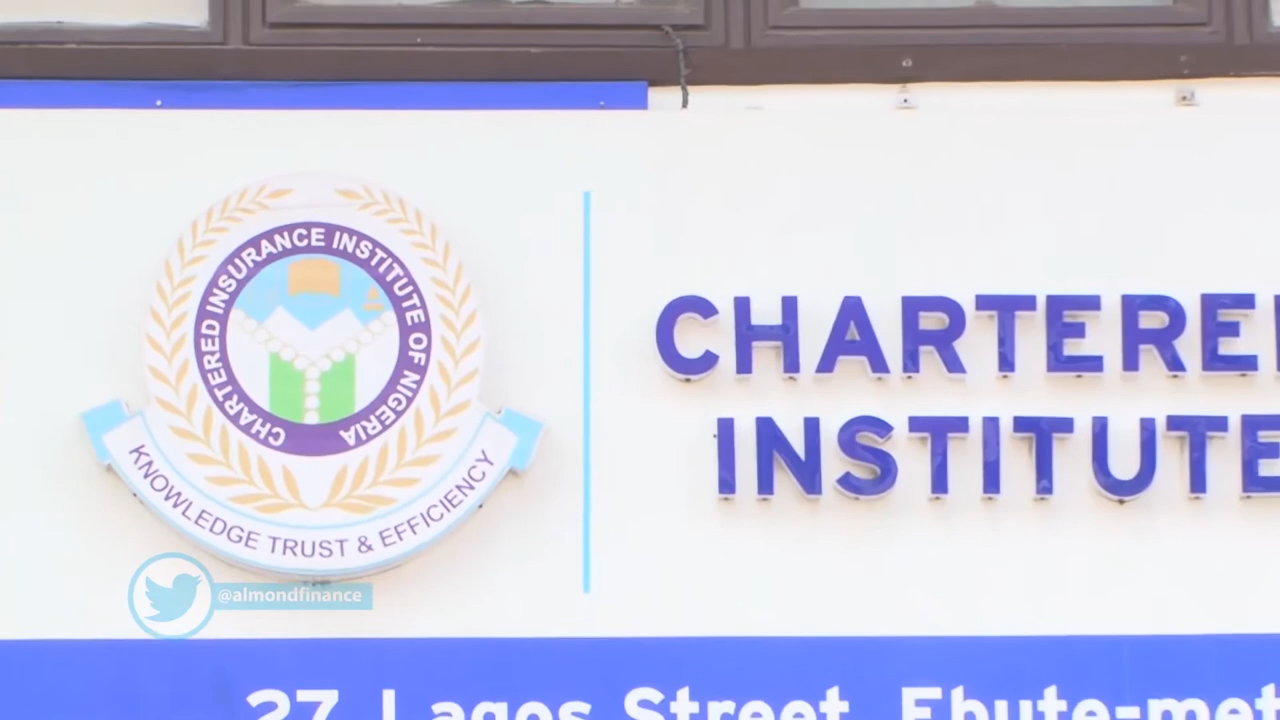 CHARTERED INSURANCE INSTITUTE OF NIGERIA
KNOWLEDGE TRUST & EFFICIENCY
CHARTERE
INSTITUTE
@almondfinance
27 Lagos Street, Ebute-met